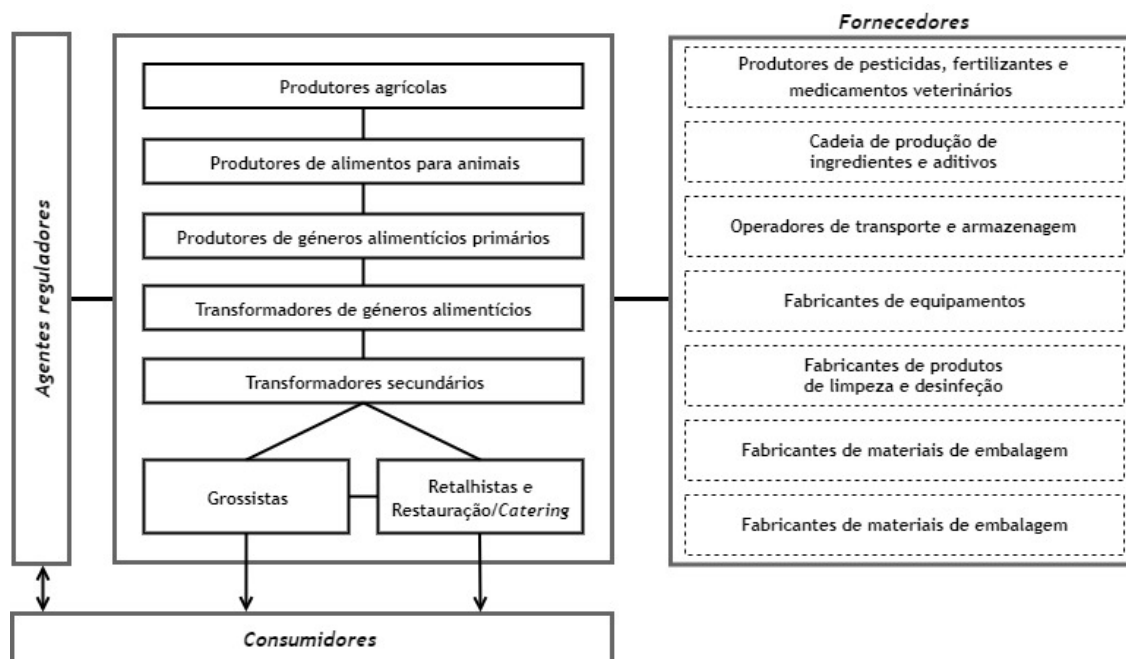 Fornecedores
Agentes reguladores
Produtores agrícolas
Produtores de alimentos para animais
Produtores de géneros alimentícios primários
Transformadores de géneros alimentícios
Transformadores secundários
Grossistas
Retalhistas e
Restauração/Catering
Produtores de pesticidas, fertilizantes e
medicamentos veterinários
Cadeia de produção de
ingredientes e aditivos
Operadores de transporte e armazenagem
Fabricantes de equipamentos
Fabricantes de produtos
de limpeza e desinfeção
Fabricantes de materiais de embalagem
Fabricantes de materiais de embalagem
Consumidores